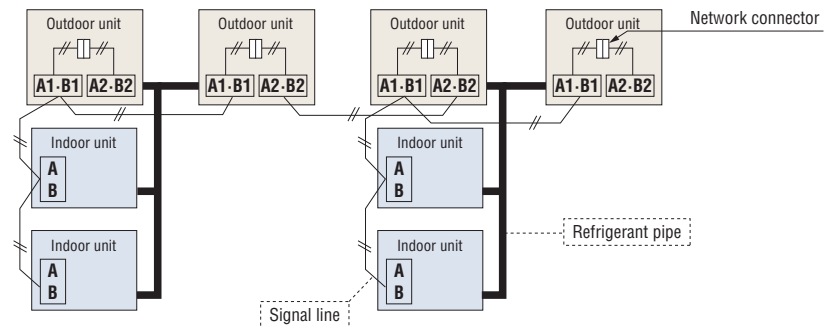 Outdoor unit
A1·B1 A2·B2
Outdoor unit
A1·B1 A2·B2
Outdoor unit
A1·B1 A2·B2
Outdoor unit
A1·B1 A2·B2
Network connector
Indoor unit
A
B
Indoor unit
A
B
Indoor unit
A
B
Indoor unit
A
B
Refrigerant pipe
Signal line